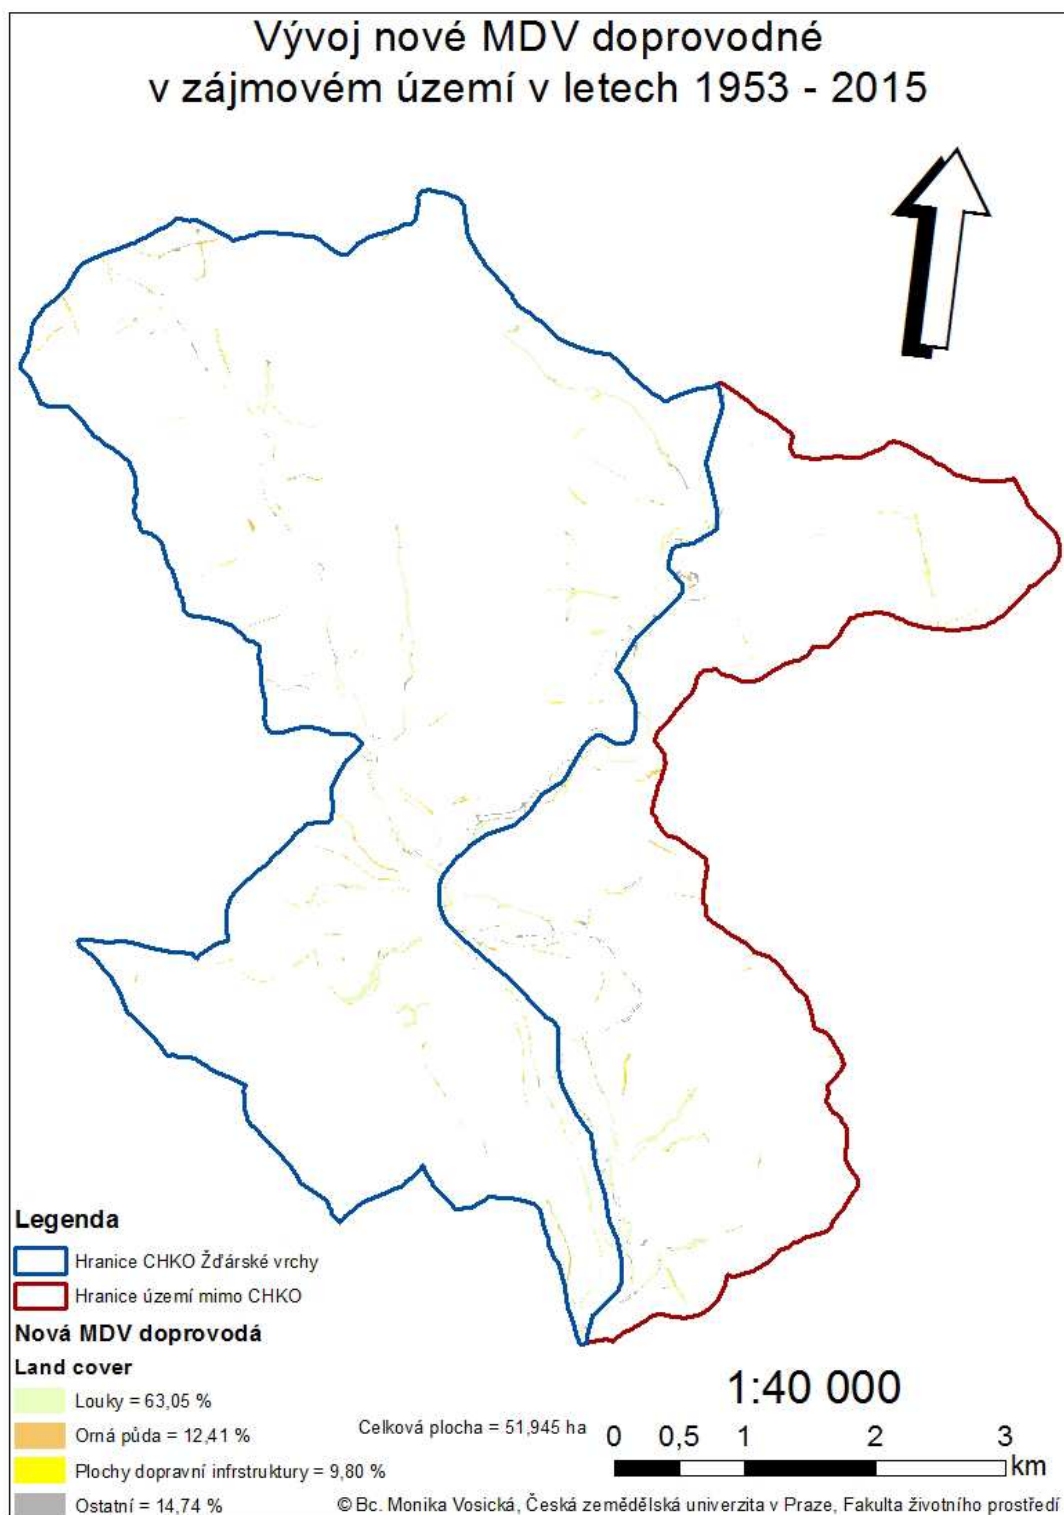 Vývoj nové MDV doprovodné
v zájmovém území v letech 1953 - 2015
Legenda
Hranice CHKO Žďárské vrchy
Hranice území mimo CHKO
Nová MDV doprovodá
Land cover
Louky = 63,05 %
Orná půda = 12,41 %
Plochy dopravní infrstruktury = 9,80 %
Ostatní = 14,74 %
Celková plocha = 51,945 ha
1:40 000
0 0,5 1 2 3
km
© Bc. Monika Vosická, Česká zemědělská univerzita v Praze, Fakulta životního prostředí